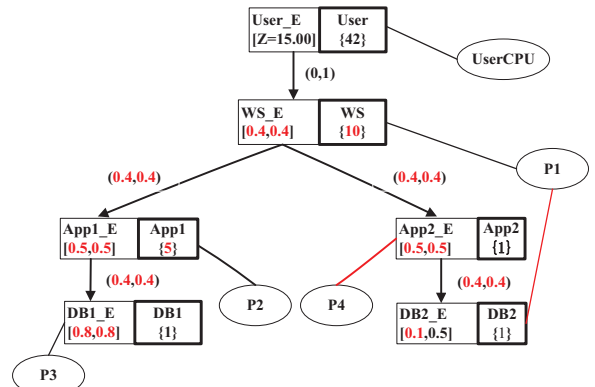 User_E User
[Z=15.00] {42}
UserCPU
(0,1)
WS_E WS
[0.4,0.4] {10}
P1
(0.4,0.4) (0.4,0.4)
App1_E App1 App2_E App2
[0.5,0.5] {5} [0.5,0.5] {1}
(0.4,0.4) (0.4,0.4)
P2 P4
DB1_E DB1 DB2_E DB2
[0.8,0.8] {1} [0.1,0.5] {1}
P3